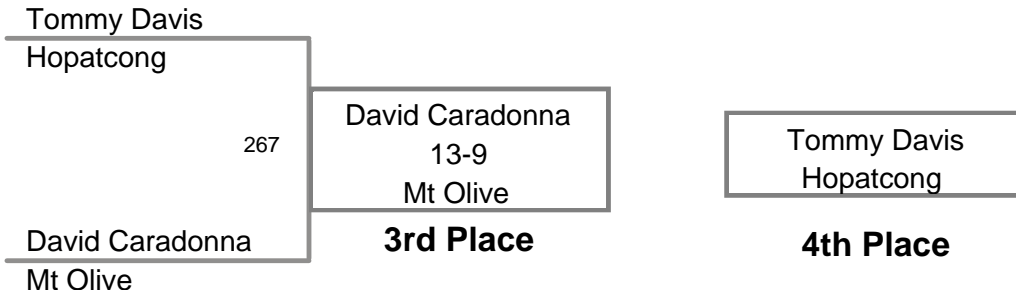 Tommy Davis
Hopatcong
267
David Caradonna
Mt Olive
David Caradonna
13-9
Mt Olive
3rd Place
Tommy Davis
Hopatcong
4th Place